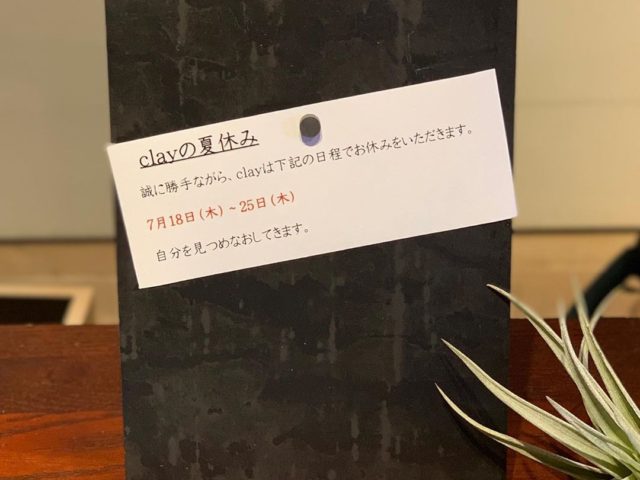 clayの夏休み
誠に勝手ながら、clayは下記の日程でお休みをいただきます。
7月18日(木)~25日(木)
自分を見つめなおしてきます。